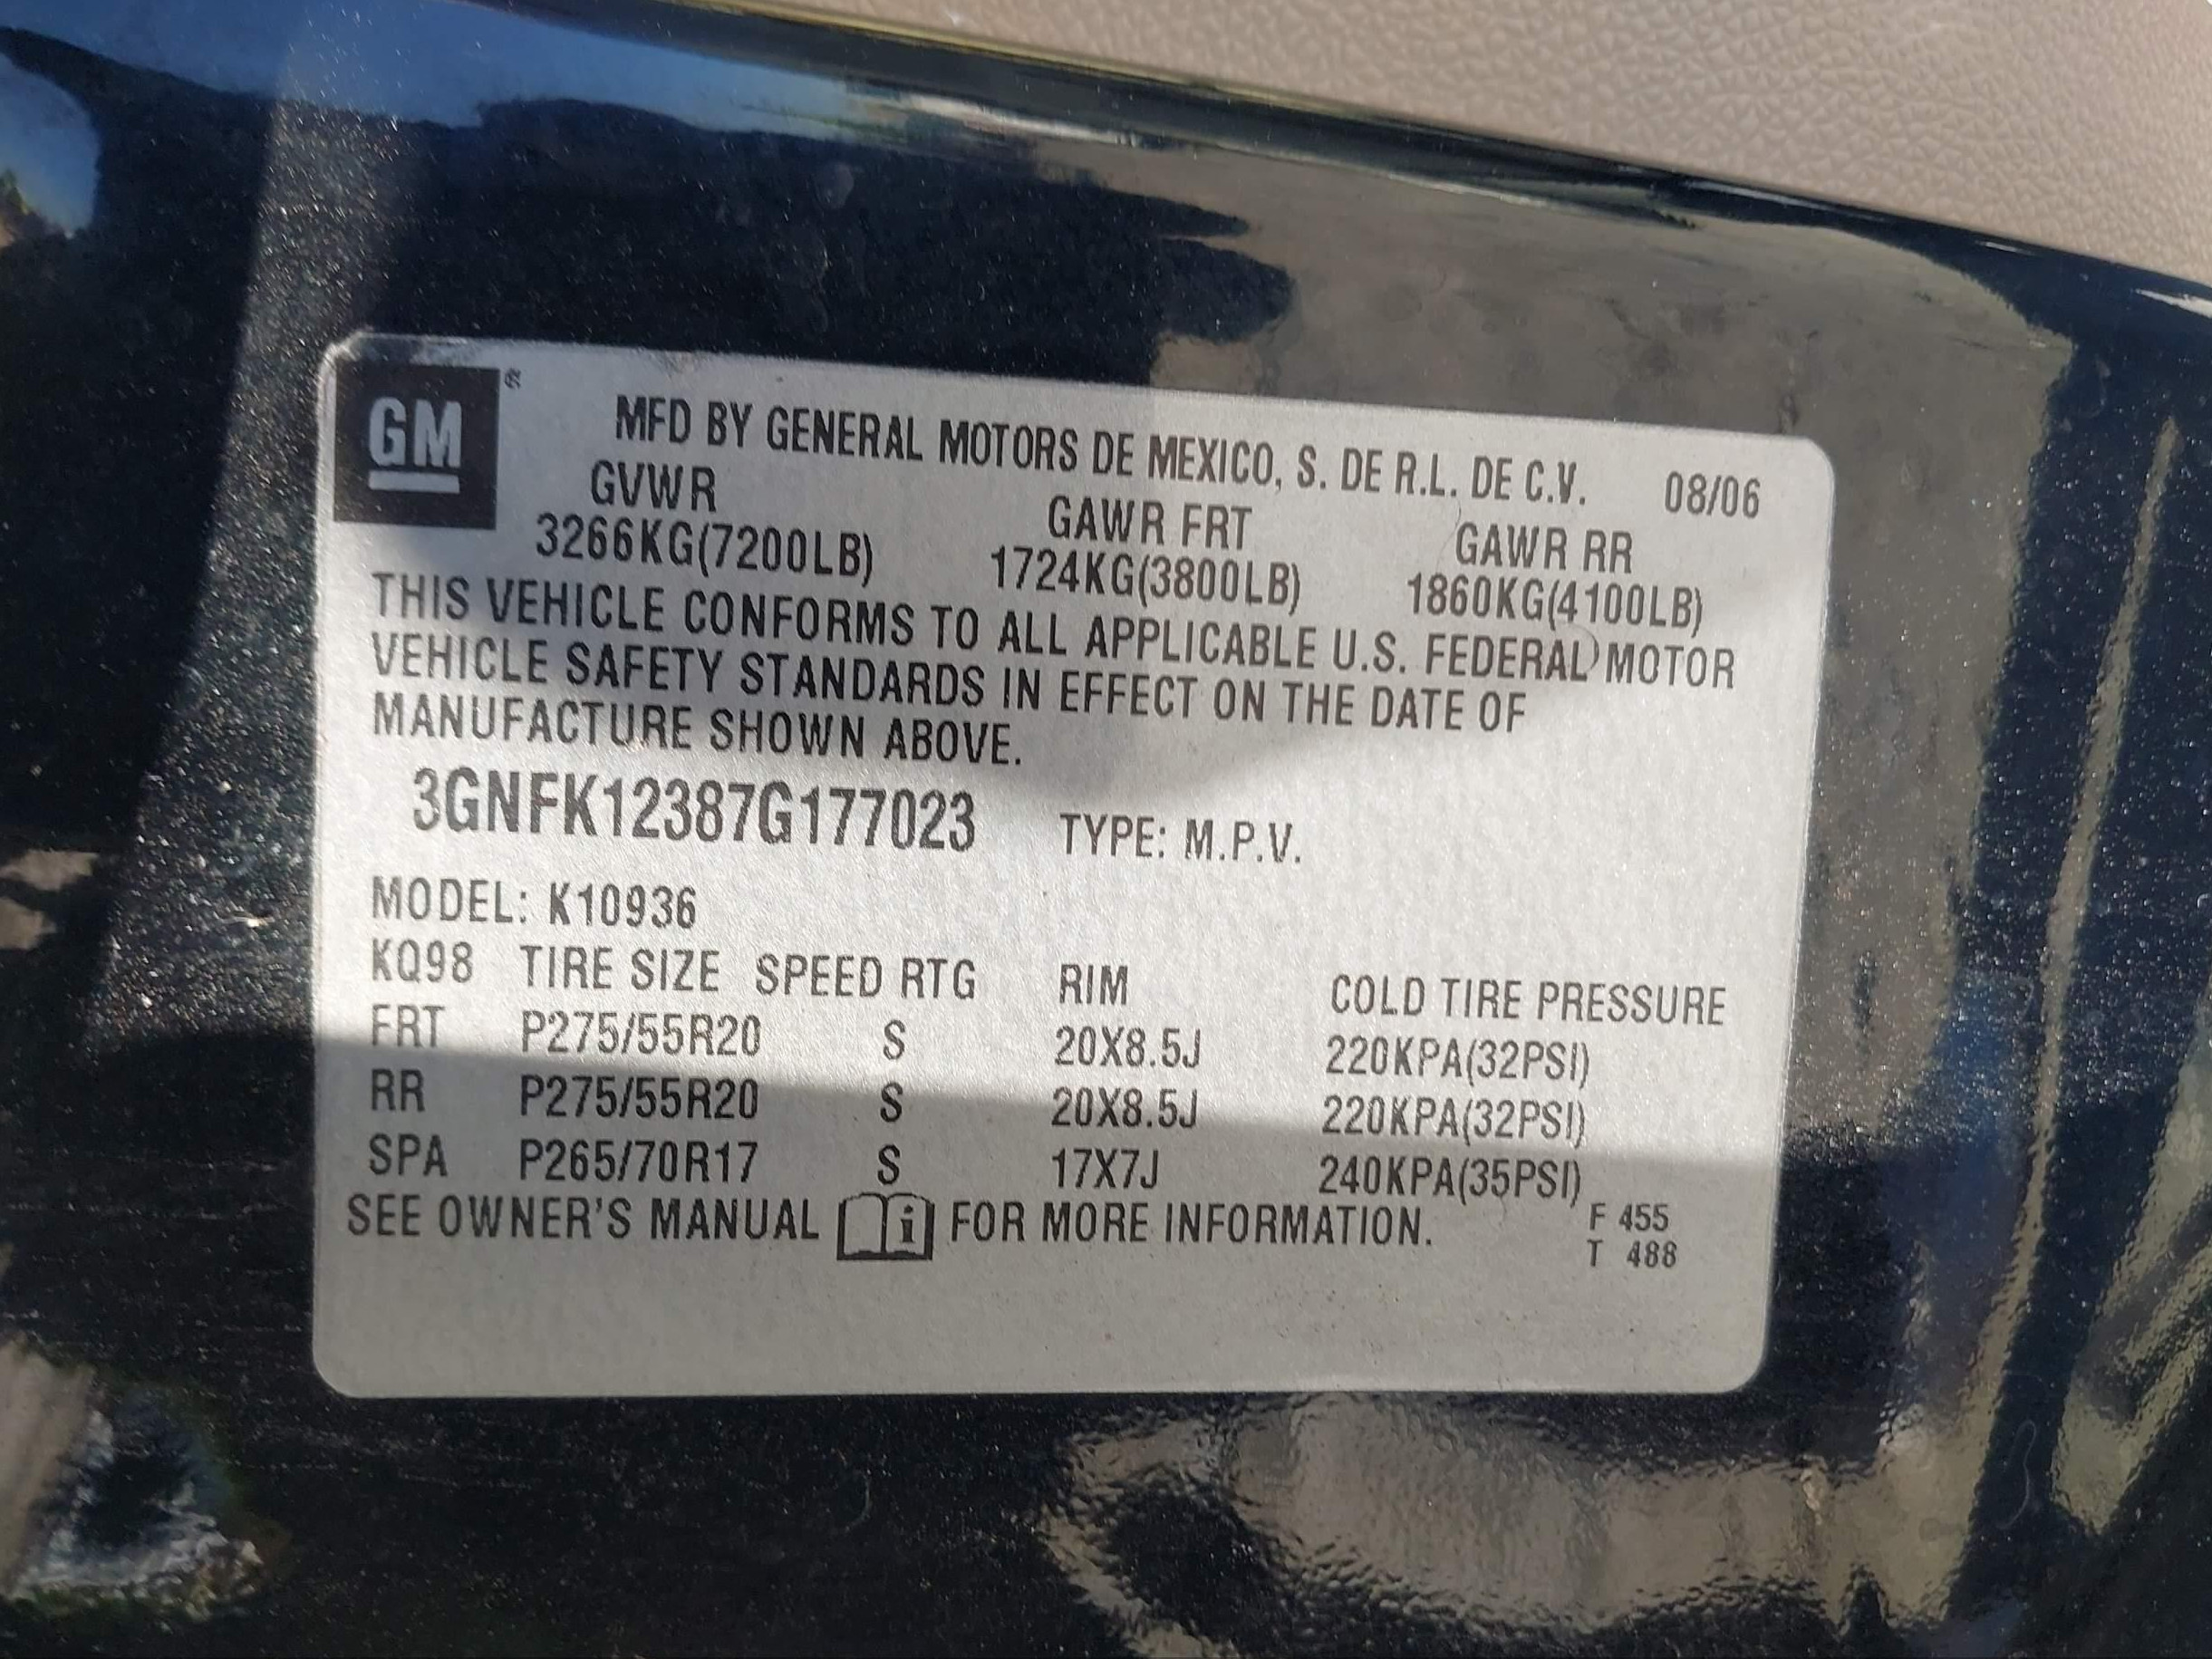 GM®
MFD BY GENERAL MOTORS DE MEXICO, S. DE R.L. DE C.V. 08/06
GVWR GAWR FRT GAWR RR
3266KG(7200LB) 1724KG(3800LB) 1860KG(4100LB)
THIS VEHICLE CONFORMS TO ALL APPLICABLE U.S. FEDERAL MOTOR
VEHICLE SAFETY STANDARDS IN EFFECT ON THE DATE OF
MANUFACTURE SHOWN ABOVE.
3GNFK12387G177023 TYPE: M.P.V.
MODEL: K10936
KQ98 TIRE SIZE SPEED RTG RIM COLD TIRE PRESSURE
FRT P275/55R20 S 20X8.5J 220KPA(32PSI)
RR P275/55R20 S 20X8.5J 220KPA(32PSI)
SPA P265/70R17 S 17X7J 240KPA(35PSI)
SEE OWNER'S MANUAL i FOR MORE INFORMATION. F 455
T 488